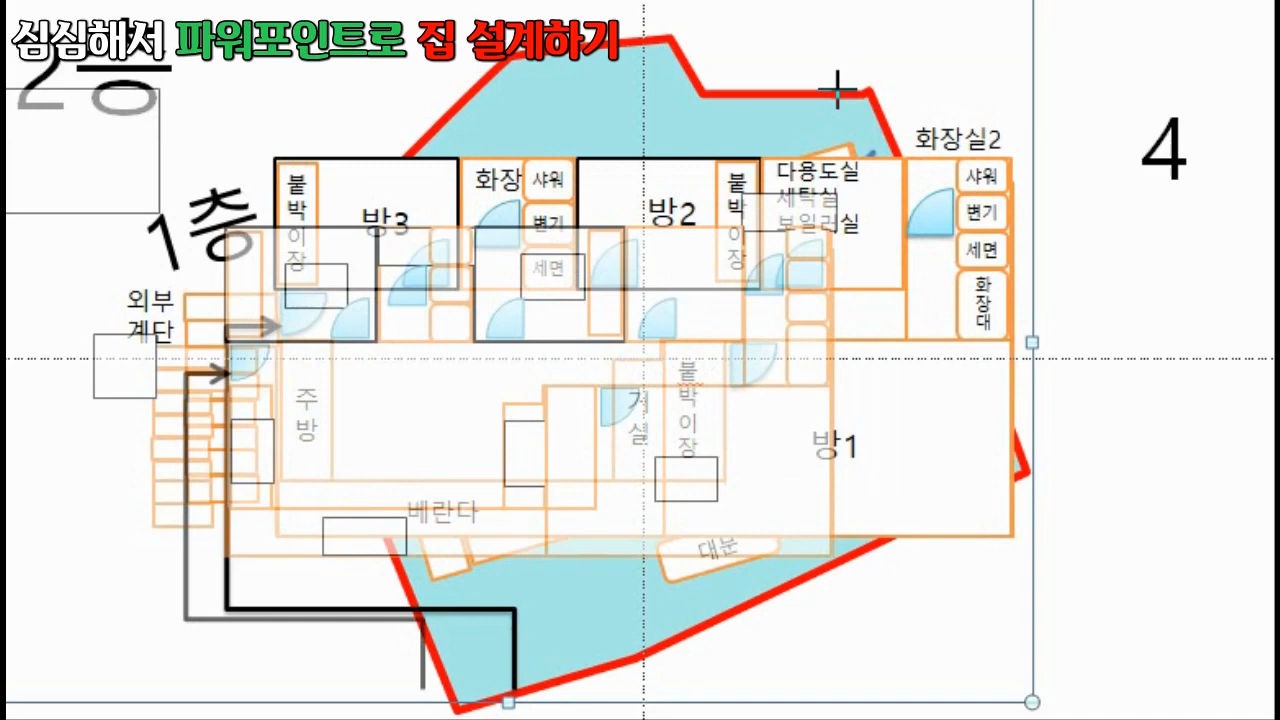 심심해서 파워포인트로 집 설계하기
2층
1층
4
화장실2
외부
계단
붙
박
이
장
방3
화장
샤워
변기
세면
방2
붙
박
이
장
다용도실
세탁실
보일러실
샤워
변기
세면
화
장
대
주
방
거
실
붙
박
이
장
방1
베란다
대문